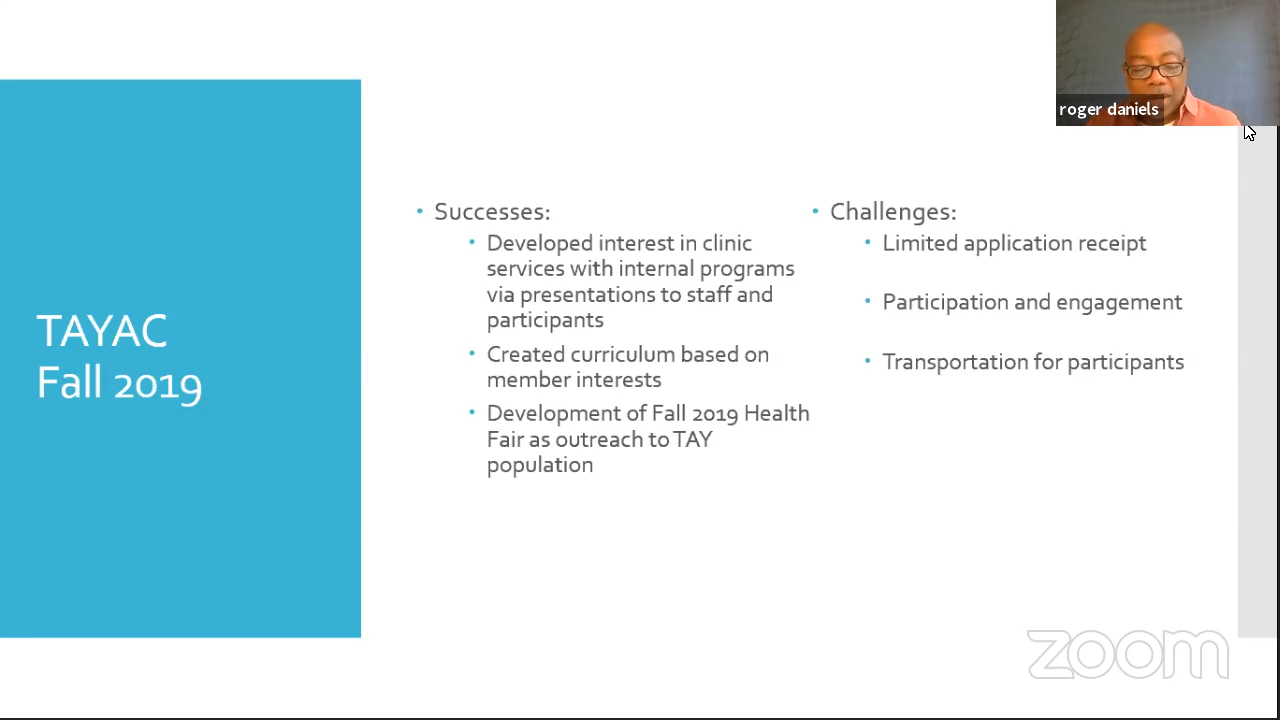 roger daniels
TAYAC
Fall 2019
• Successes:
• Developed interest in clinic
services with internal programs
via presentations to staff and
participants
• Created curriculum based on
member interests
• Development of Fall 2019 Health
Fair as outreach to TAY
population
• Challenges:
• Limited application receipt
• Participation and engagement
• Transportation for participants
zoom